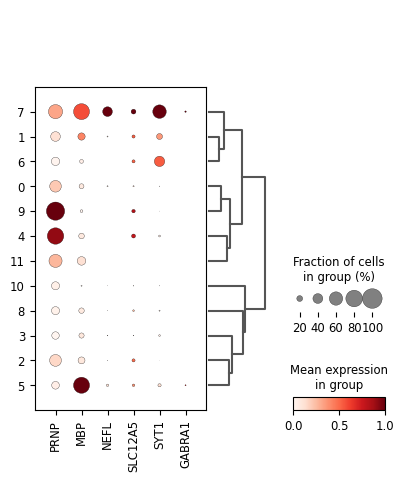 7
1
6
0
9
4
11
10
8
3
2
5
PRNP
MBP
NEFL
SLC12A5
SYT1
GABRA1
Fraction of cells
in group (%)
20 40 60 80 100
Mean expression
in group
0.0 0.5 1.0